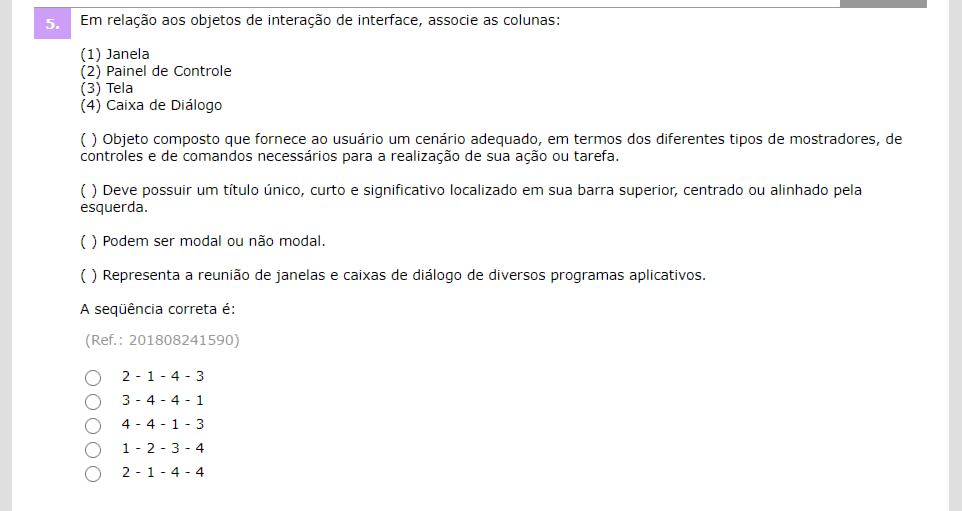 5.
Em relação aos objetos de interação de interface, associe as colunas:
(1) Janela
(2) Painel de Controle
(3) Tela
(4) Caixa de Diálogo
( ) Objeto composto que fornece ao usuário um cenário adequado, em termos dos diferentes tipos de mostradores, de
controles e de comandos necessários para a realização de sua ação ou tarefa.
( ) Deve possuir um título único, curto e significativo localizado em sua barra superior, centrado ou alinhado pela
esquerda.
( ) Podem ser modal ou não modal.
( ) Representa a reunião de janelas e caixas de diálogo de diversos programas aplicativos.
A seqüência correta é:
(Ref.: 201808241590)
2 - 1 - 4 - 3
3 - 4 - 4 - 1
4 - 4 - 1 - 3
1 - 2 - 3 - 4
2 - 1 - 4 - 4